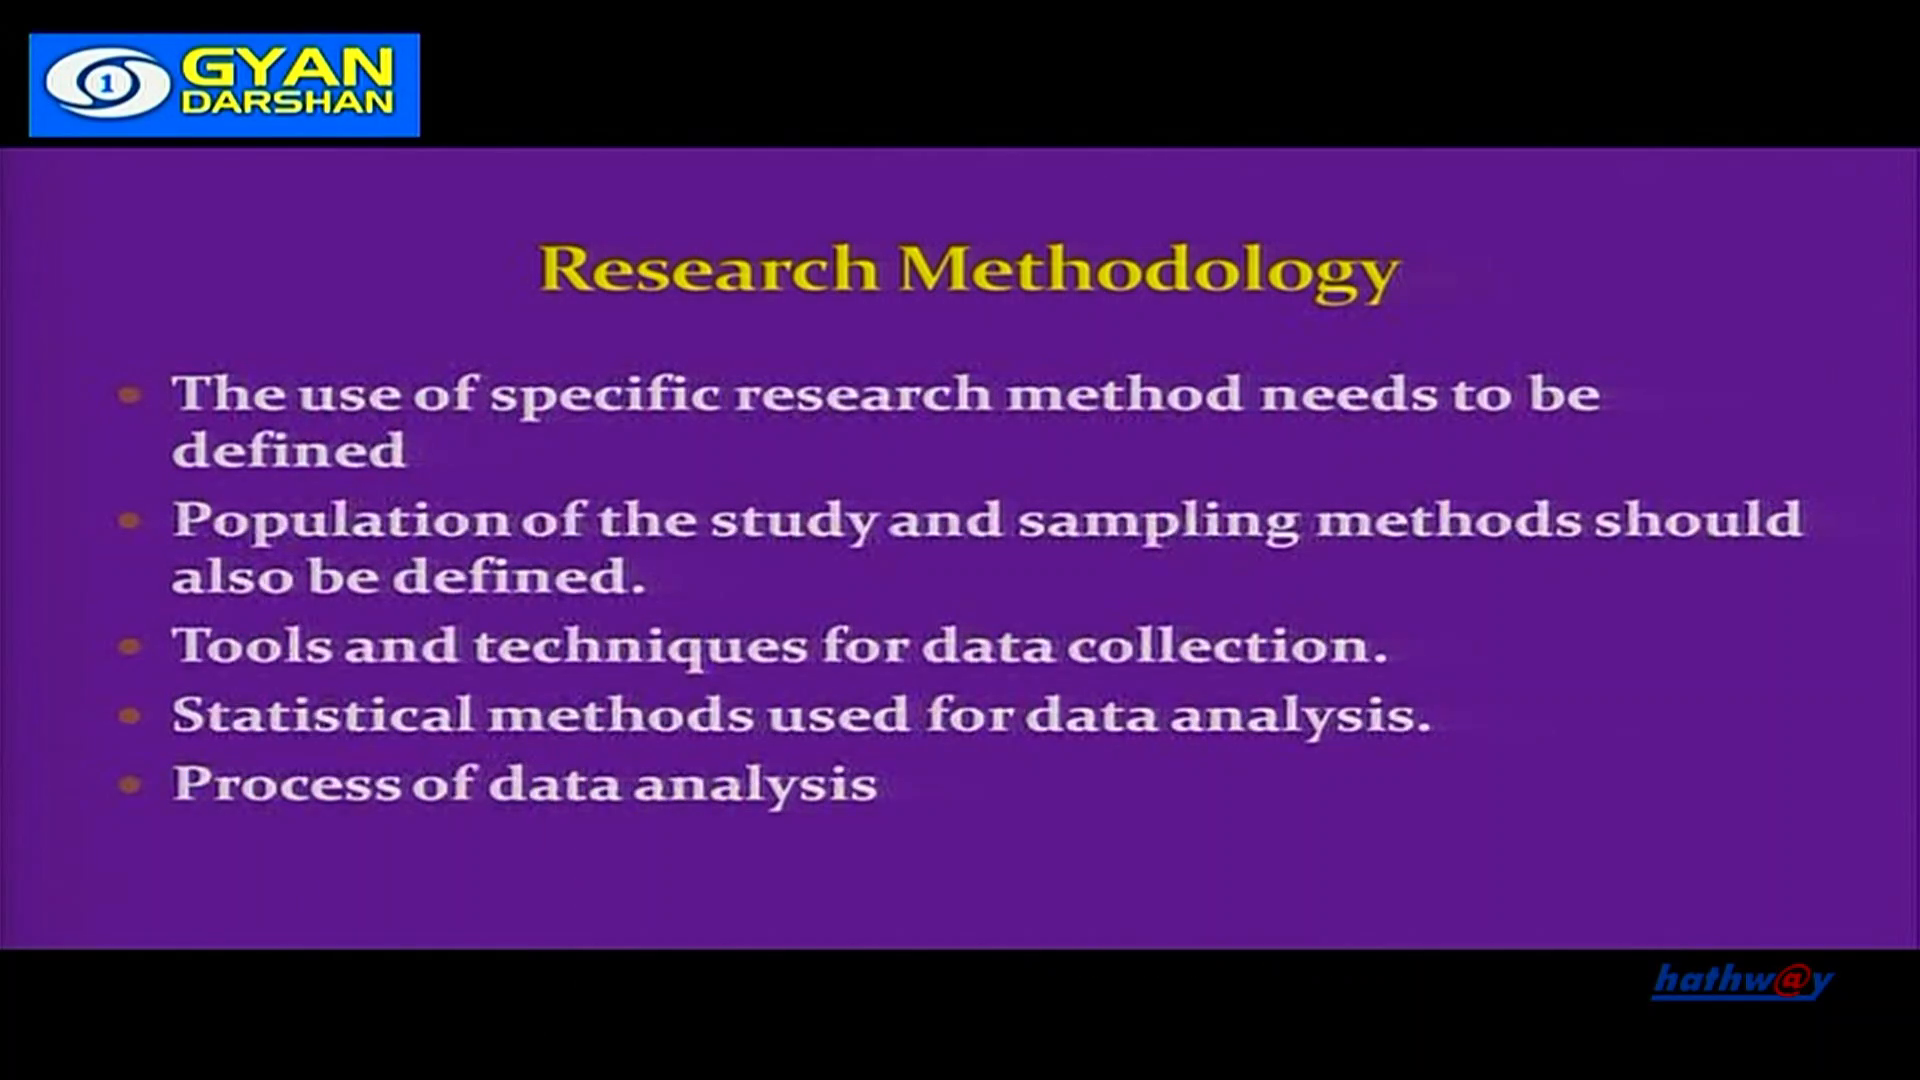 1 GYAN
DARSHAN
Research Methodology
• The use of specific research method needs to be
defined
• Population of the study and sampling methods should
also be defined.
• Tools and techniques for data collection.
• Statistical methods used for data analysis.
• Process of data analysis
hathw@y